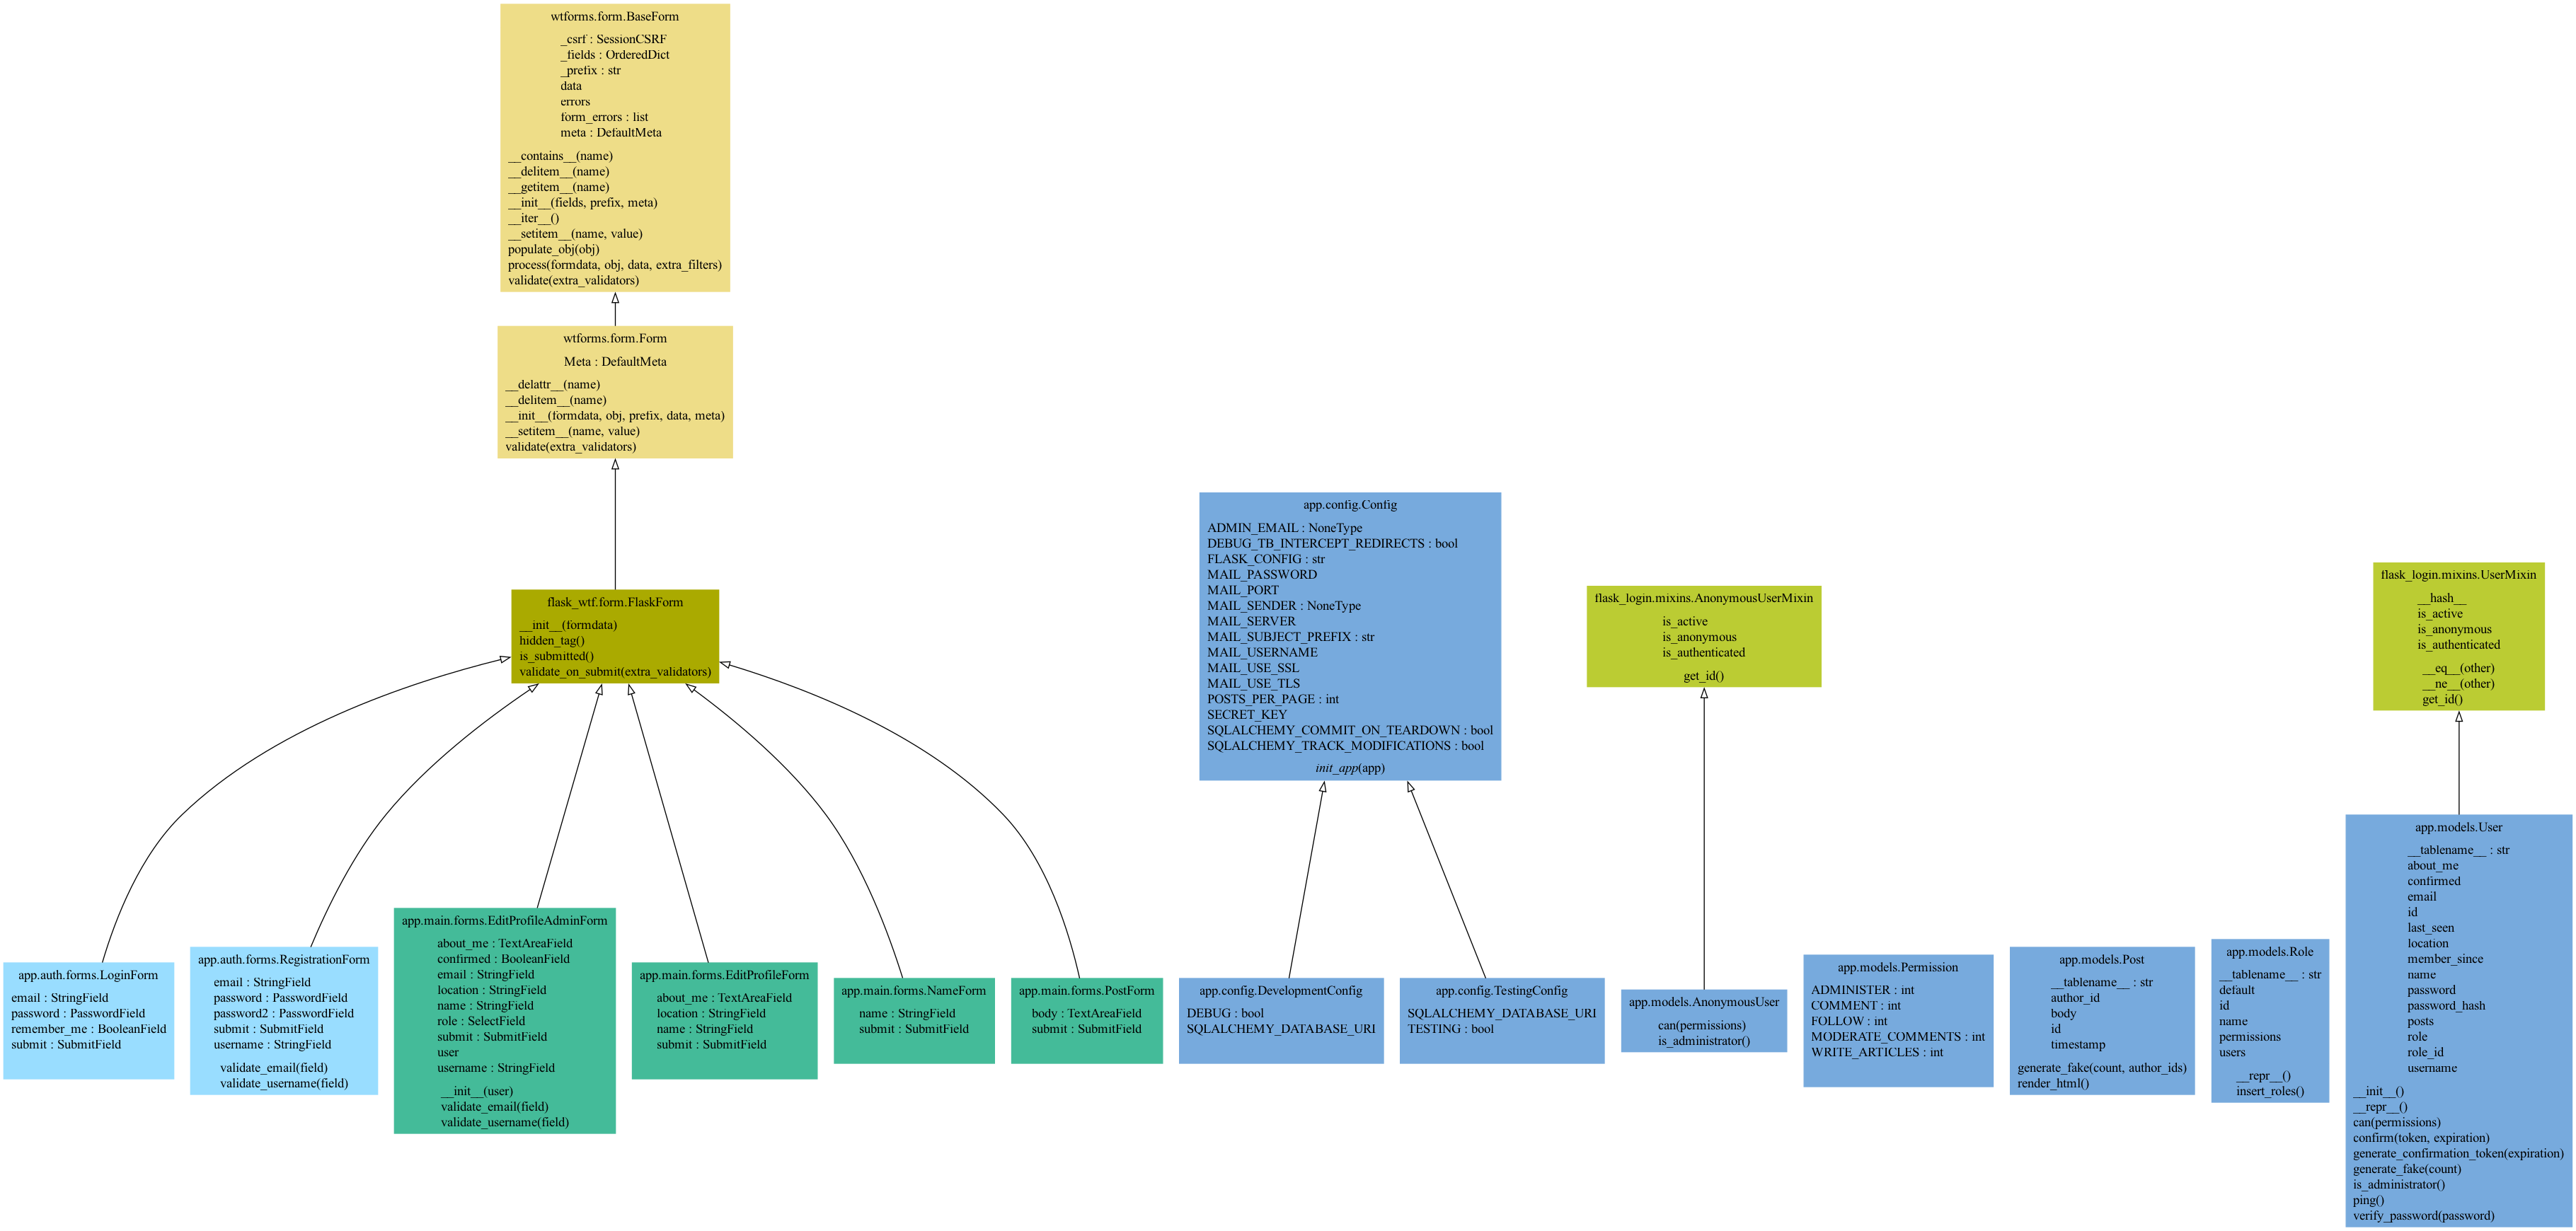 wtforms.form.BaseForm
_csrf : SessionCSRF
_fields : OrderedDict
_prefix : str
data
errors
form_errors : list
meta : DefaultMeta
__contains__(name)
__delitem__(name)
__getitem__(name)
__init__(fields, prefix, meta)
__iter__()
__setitem__(name, value)
populate_obj(obj)
process(formdata, obj, data, extra_filters)
validate(extra_validators)
wtforms.form.Form
Meta : DefaultMeta
__delattr__(name)
__delitem__(name)
__init__(formdata, obj, prefix, data, meta)
__setitem__(name, value)
validate(extra_validators)
flask_wtf.form.FlaskForm
__init__(formdata)
hidden_tag()
is_submitted()
validate_on_submit(extra_validators)
app.auth.forms.LoginForm
email : StringField
password : PasswordField
remember_me : BooleanField
submit : SubmitField
app.auth.forms.RegistrationForm
email : StringField
password : PasswordField
password2 : PasswordField
submit : SubmitField
username : StringField
validate_email(field)
validate_username(field)
app.main.forms.EditProfileAdminForm
about_me : TextAreaField
confirmed : BooleanField
email : StringField
location : StringField
name : StringField
role : SelectField
submit : SubmitField
user
username : StringField
__init__(user)
validate_email(field)
validate_username(field)
app.main.forms.EditProfileForm
about_me : TextAreaField
location : StringField
name : StringField
submit : SubmitField
app.main.forms.NameForm
name : StringField
submit : SubmitField
app.main.forms.PostForm
body : TextAreaField
submit : SubmitField
app.config.Config
ADMIN_EMAIL : NoneType
DEBUG_TB_INTERCEPT_REDIRECTS : bool
FLASK_CONFIG : str
MAIL_PASSWORD
MAIL_PORT
MAIL_SENDER : NoneType
MAIL_SERVER
MAIL_SUBJECT_PREFIX : str
MAIL_USERNAME
MAIL_USE_SSL
MAIL_USE_TLS
POSTS_PER_PAGE : int
SECRET_KEY
SQLALCHEMY_COMMIT_ON_TEARDOWN : bool
SQLALCHEMY_TRACK_MODIFICATIONS : bool
init_app(app)
app.config.DevelopmentConfig
DEBUG : bool
SQLALCHEMY_DATABASE_URI
app.config.TestingConfig
SQLALCHEMY_DATABASE_URI
TESTING : bool
flask_login.mixins.AnonymousUserMixin
is_active
is_anonymous
is_authenticated
get_id()
app.models.AnonymousUser
can(permissions)
is_administrator()
app.models.Permission
ADMINISTER : int
COMMENT : int
FOLLOW : int
MODERATE_COMMENTS : int
WRITE_ARTICLES : int
app.models.Post
__tablename__ : str
author_id
body
id
timestamp
generate_fake(count, author_ids)
render_html()
app.models.Role
__tablename__ : str
default
id
name
permissions
users
__repr__()
insert_roles()
flask_login.mixins.UserMixin
__hash__
is_active
is_anonymous
is_authenticated
__eq__(other)
__ne__(other)
get_id()
app.models.User
__tablename__ : str
about_me
confirmed
email
id
last_seen
location
member_since
name
password
password_hash
posts
role
role_id
username
__init__()
__repr__()
can(permissions)
confirm(token, expiration)
generate_confirmation_token(expiration)
generate_fake(count)
is_administrator()
ping()
verify_password(password)